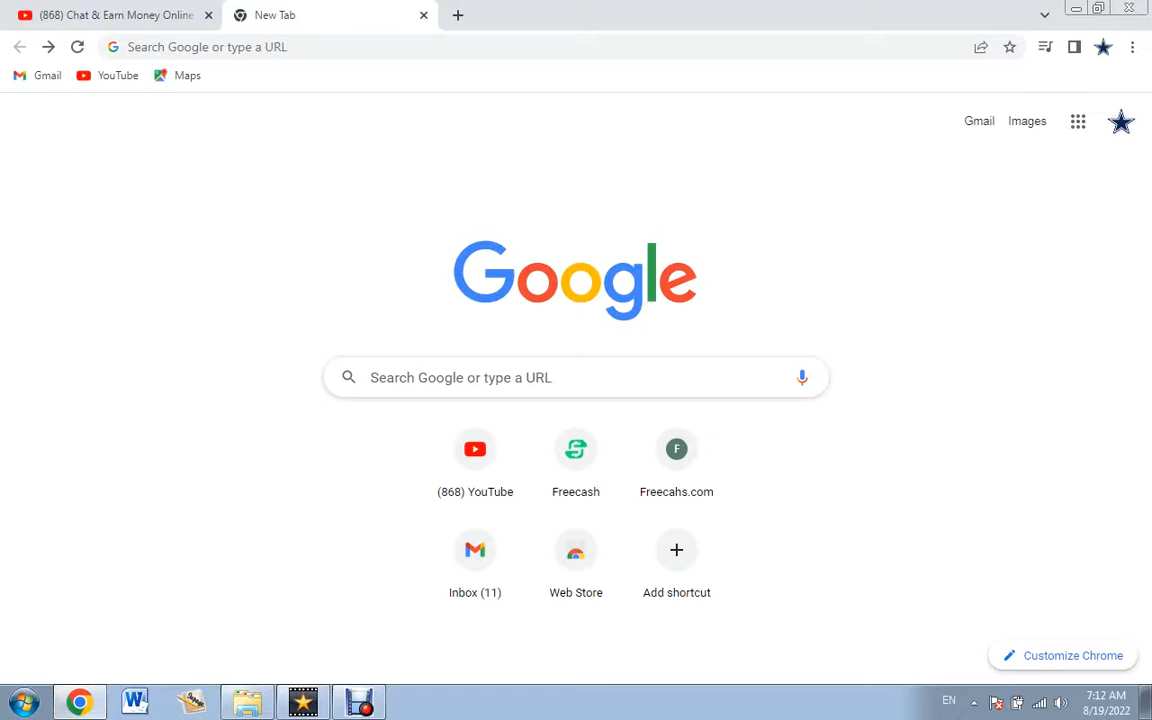 (868) Chat & Earn Money Online
New Tab
Search Google or type a URL
Gmail
YouTube
Maps
Gmail
Images
Google
Search Google or type a URL
F
(868) YouTube
Freecash
Freecahs.com
Inbox (11)
Web Store
Add shortcut
Customize Chrome
EN
7:12 AM
8/19/2022